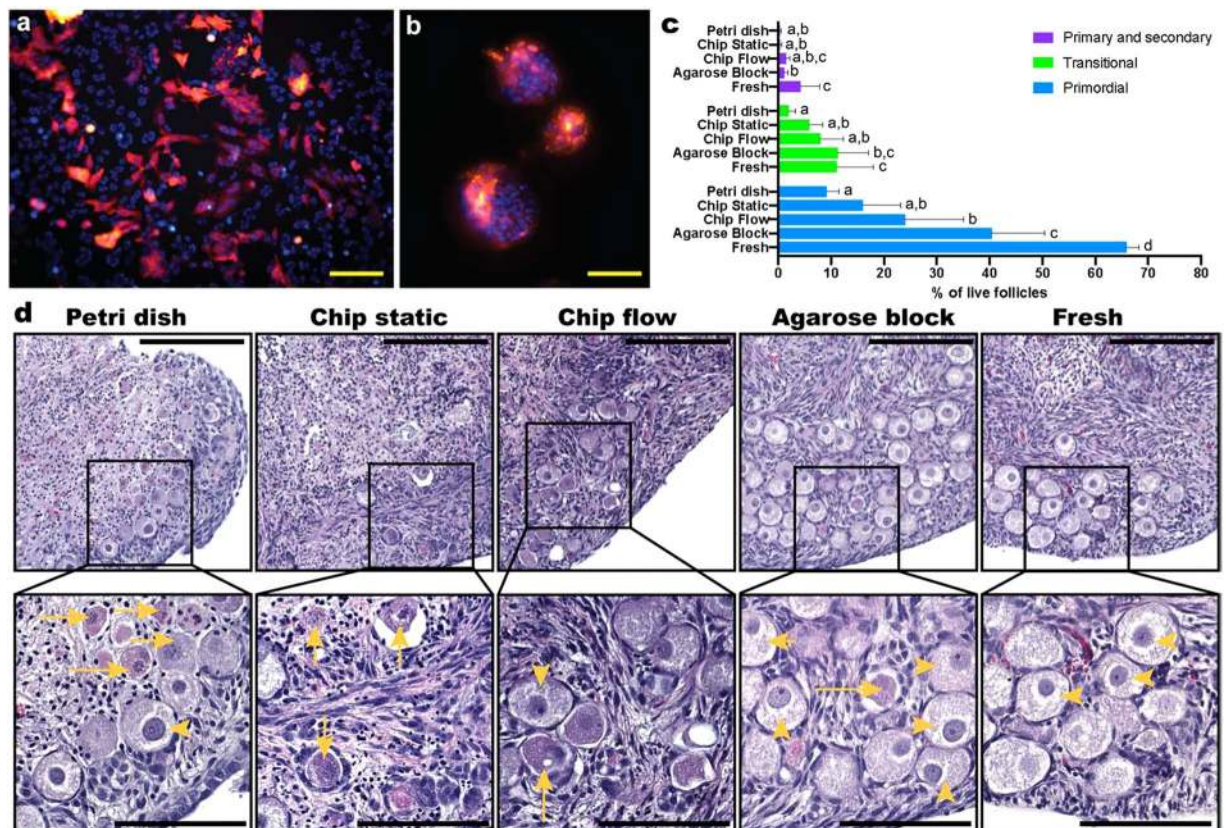 a
b
c
Petri dish a,b
Chip Static a,b
Chip Flow a,b,c
Agarose Block b
Fresh c
Petri dish a
Chip Static a,b
Chip Flow a,b
Agarose Block b,c
Fresh c
Petri dish a
Chip Static a,b
Chip Flow b
Agarose Block c
Fresh d
Primary and secondary
Transitional
Primordial
0 10 20 30 40 50 60 70 80
% of live follicles
d
Petri dish Chip static Chip flow Agarose block Fresh